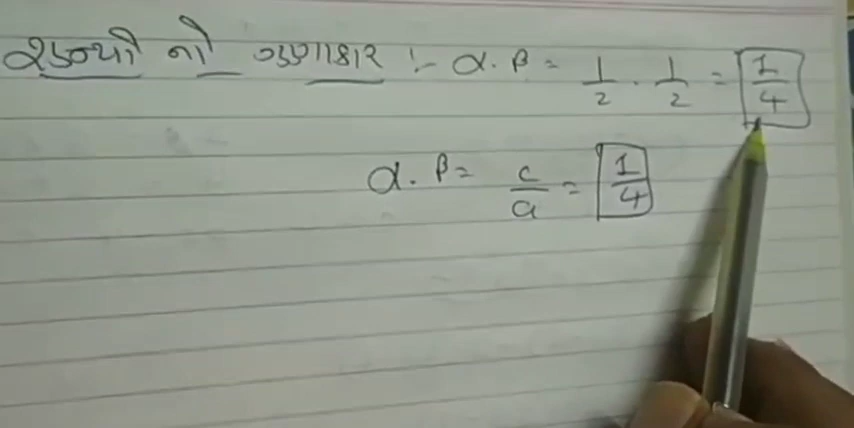 શૂન્યો નો ગુણાકાર :- α.β = 1/2 . 1/2 = 1/4
α.β = c/a = 1/4